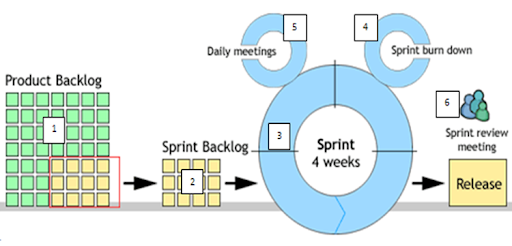 5
4
Daily meetings
Sprint burn down
Product Backlog
6
1
3
Sprint
4 weeks
Sprint review
meeting
Sprint Backlog
2
Release